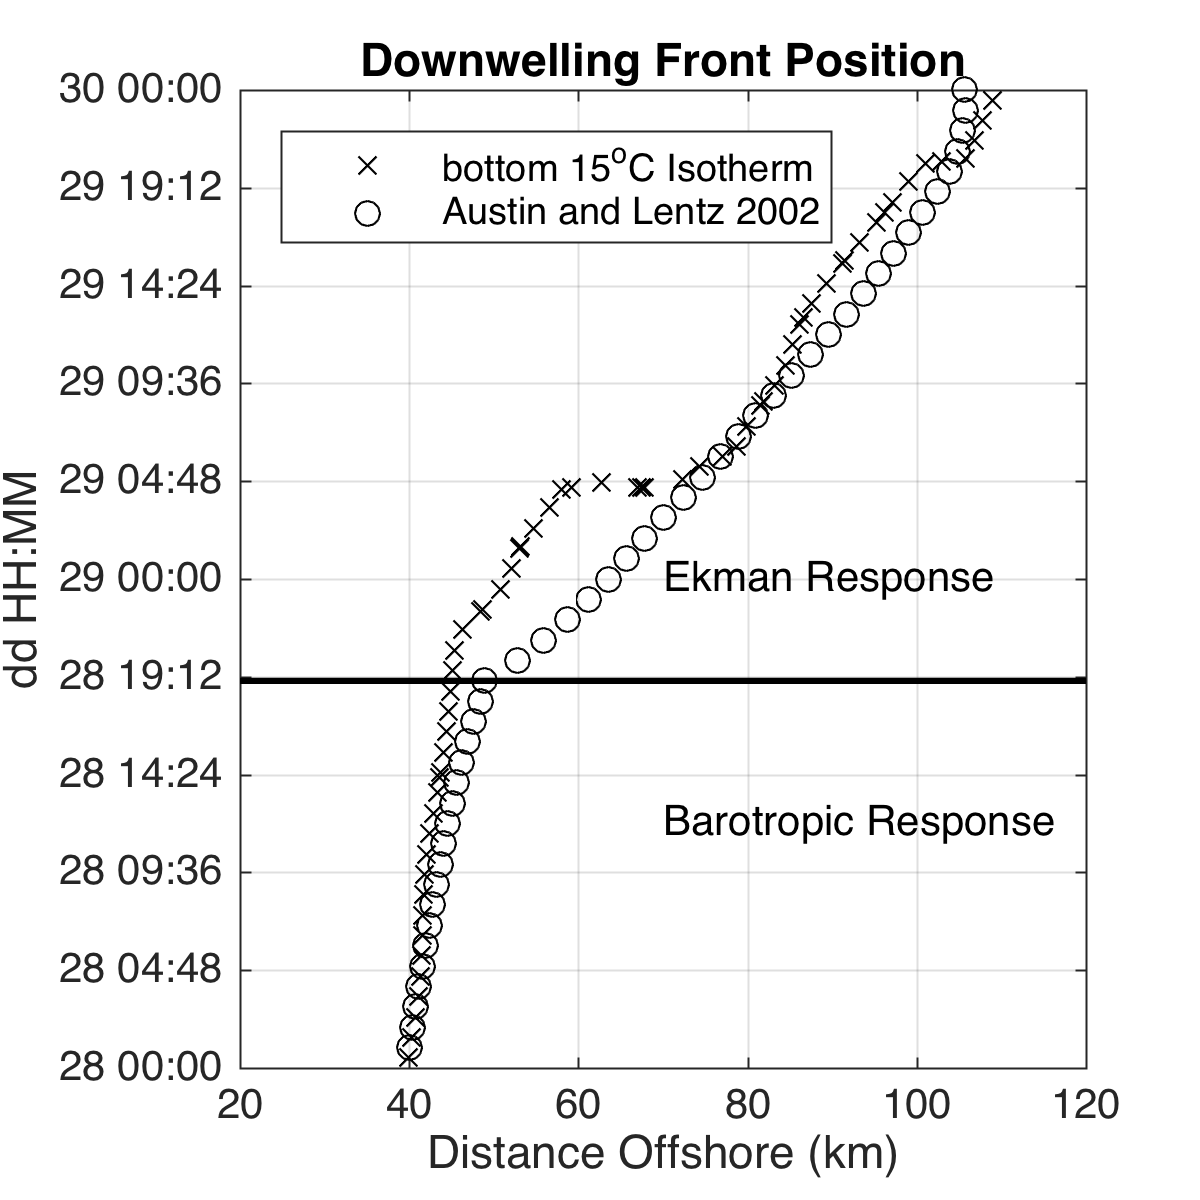 Downwelling Front Position
30 00:00
bottom 15°C Isotherm
29 19:12
Austin and Lentz 2002
29 14:24
29 09:36
29 04:48
29 00:00
Ekman Response
dd HH:MM
28 19:12
28 14:24
Barotropic Response
28 09:36
28 04:48
28 00:00
20 40 60 80 100 120
Distance Offshore (km)